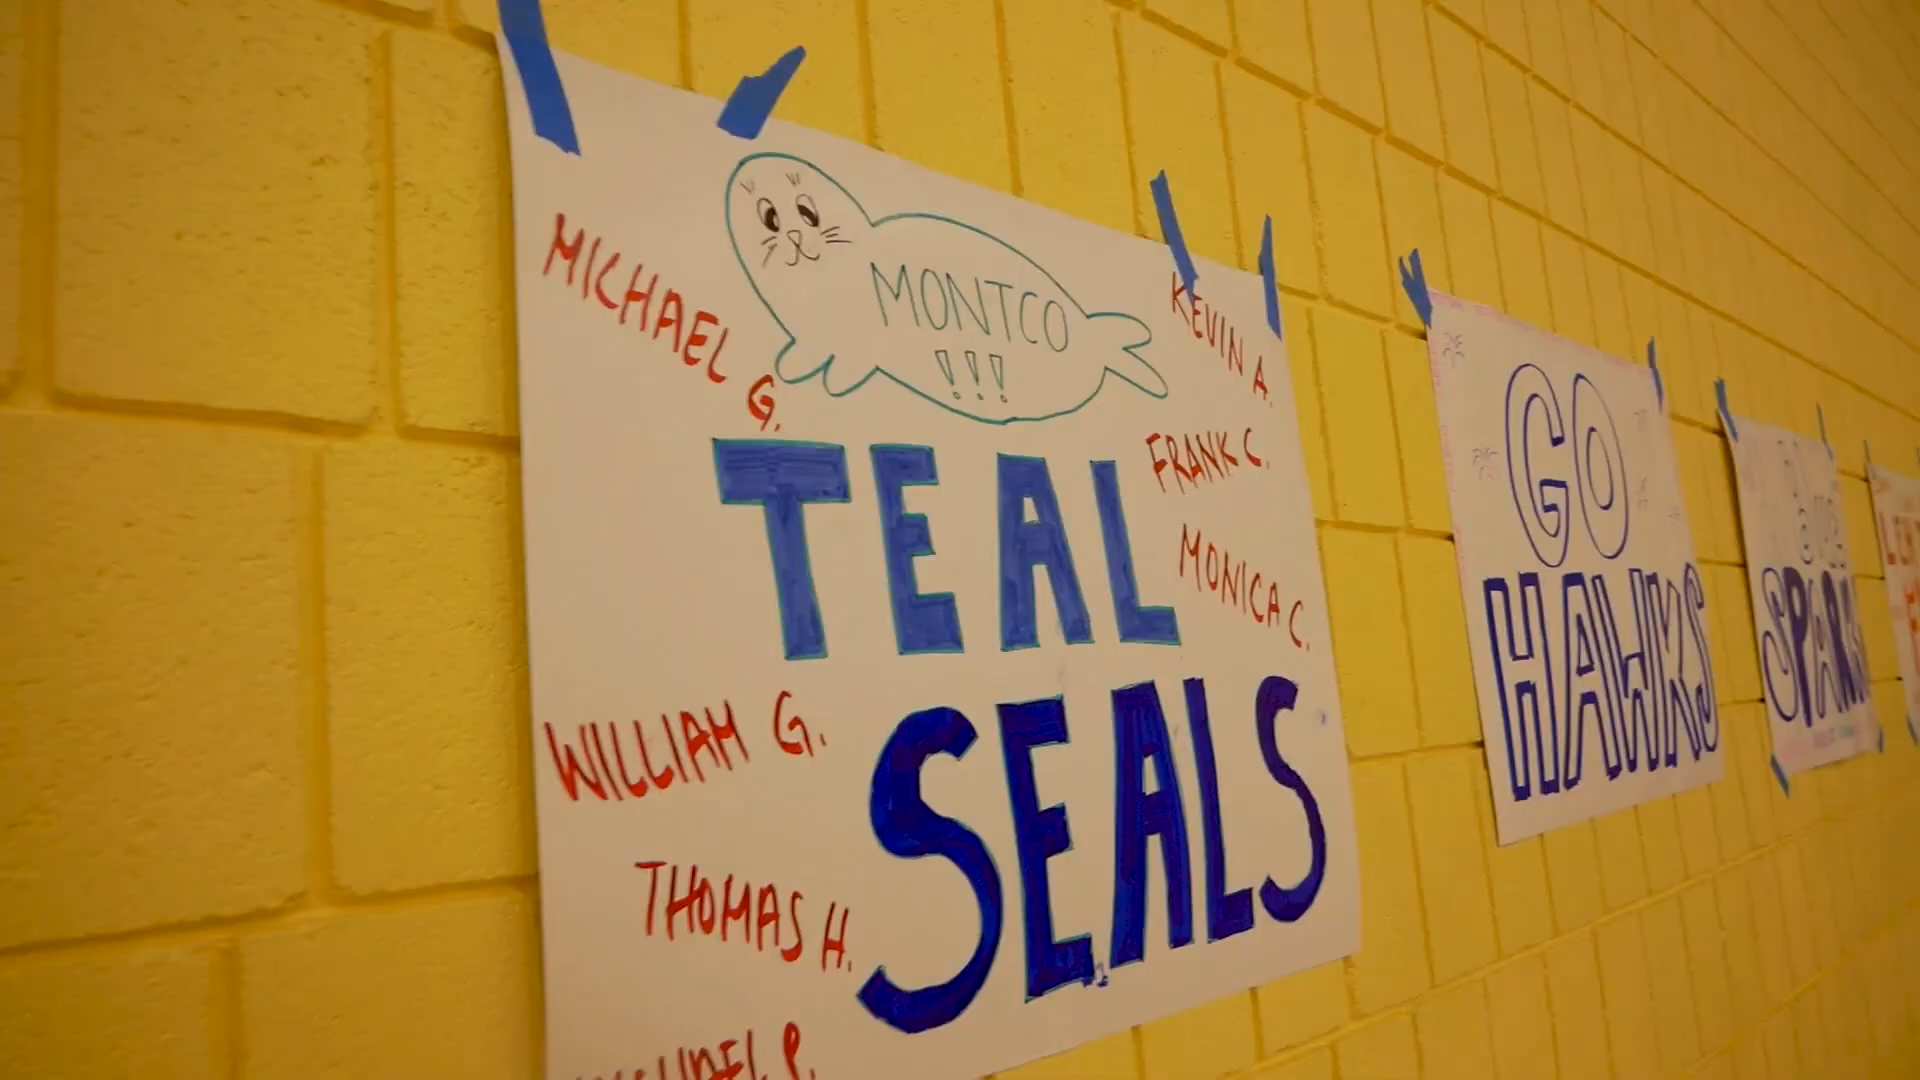 MONTCO
!!!
MICHAEL G.
KEVIN A.
FRANK C.
TEAL
MONICA C.
SEALS
WILLIAM G.
THOMAS H.
P.
GO
HAWKS